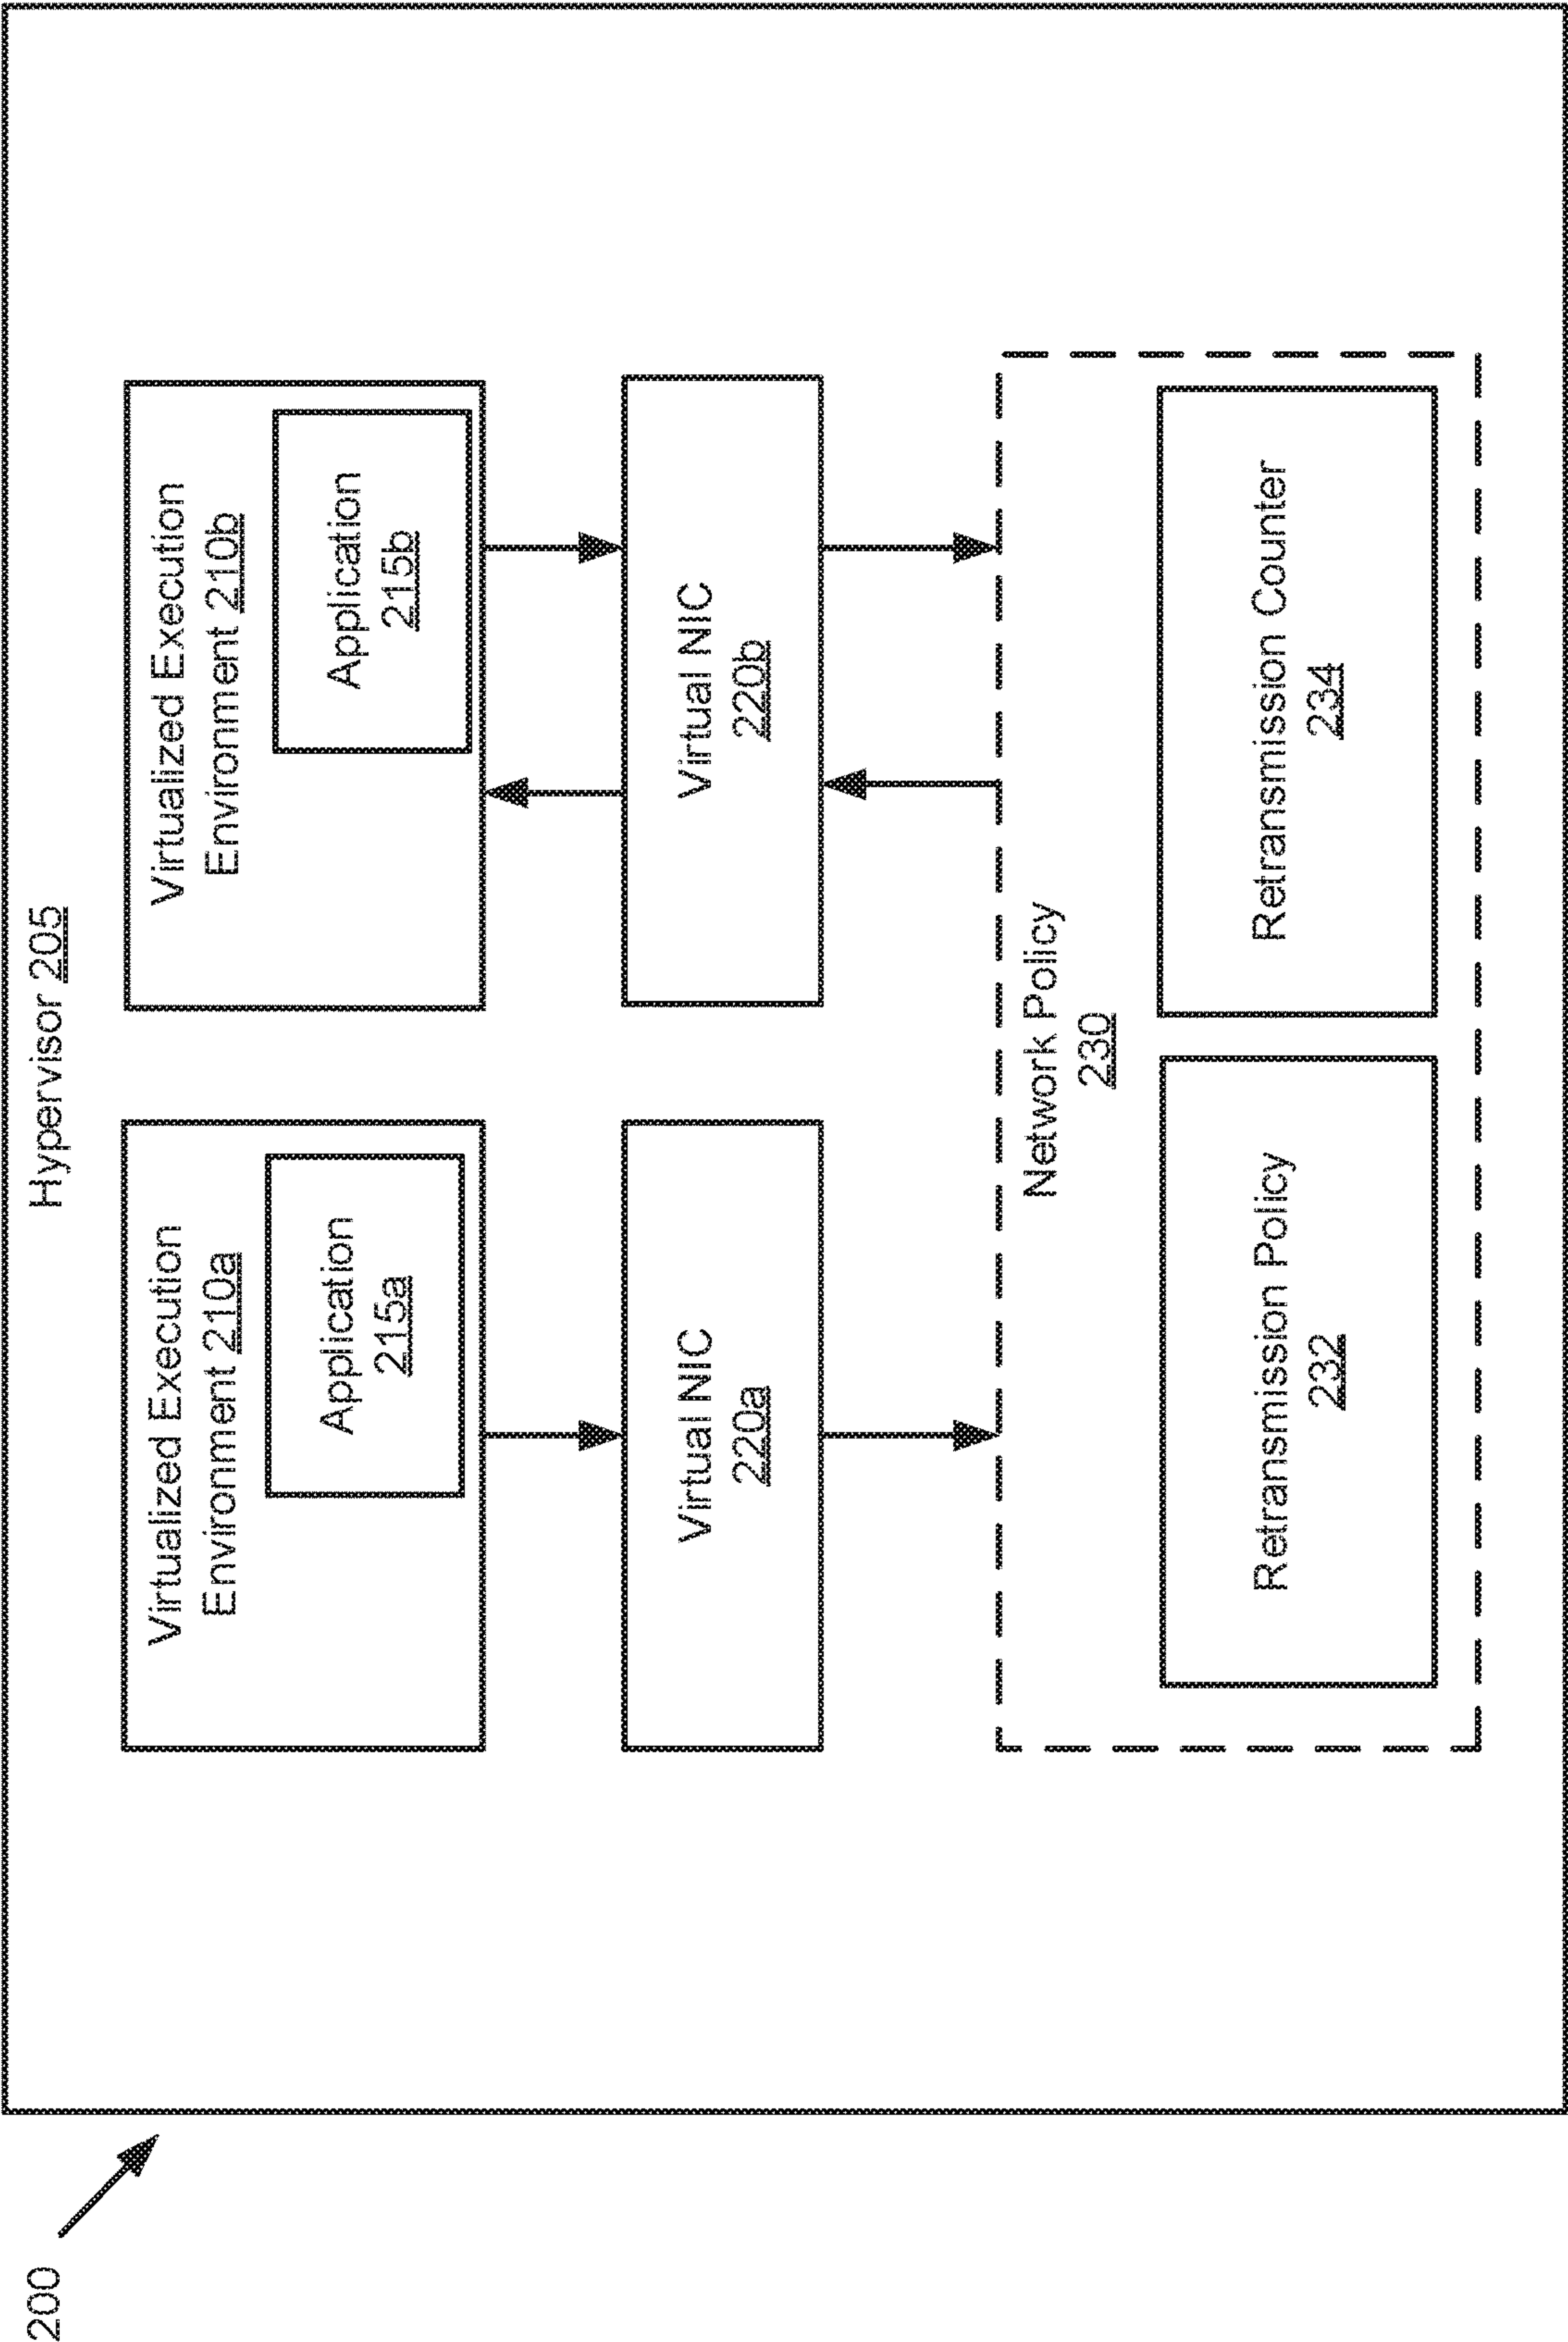 200
Hypervisor 205
Virtualized Execution
Environment 210a
Application
215a
Virtualized Execution
Environment 210b
Application
215b
Virtual NIC
220a
Virtual NIC
220b
Network Policy
230
Retransmission Policy
232
Retransmission Counter
234